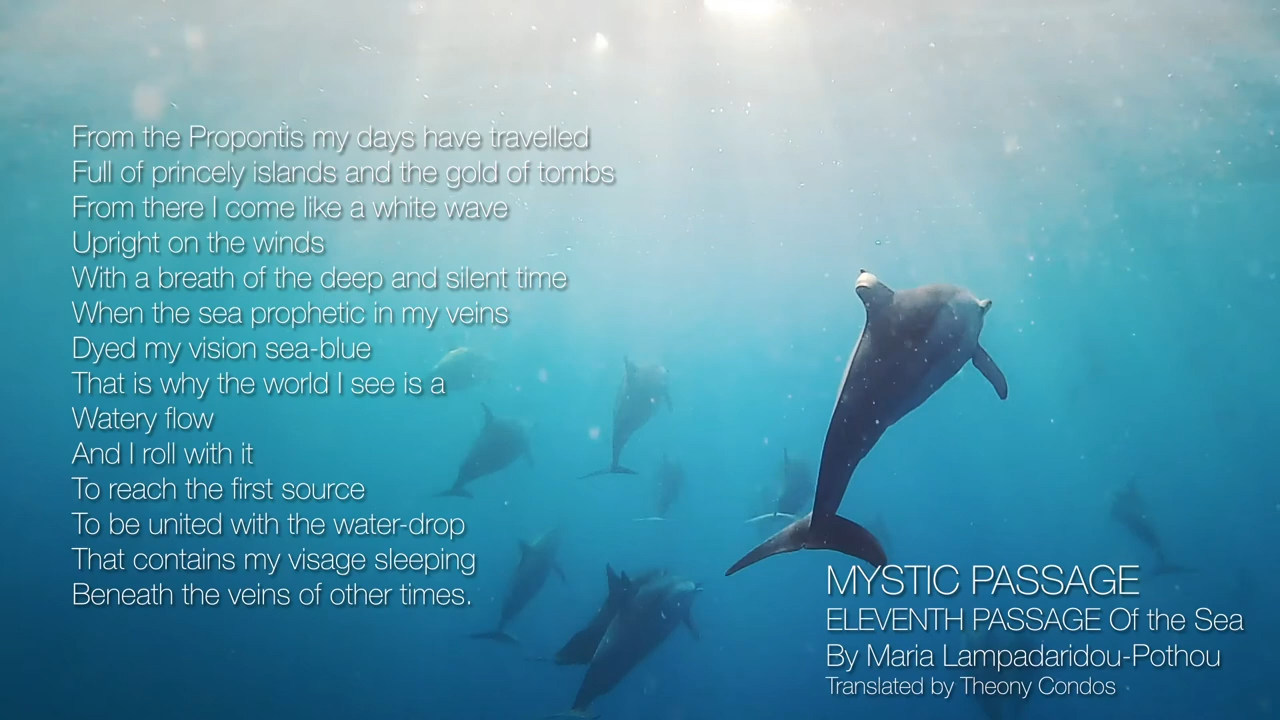 From the Propontis my days have travelled
Full of princely islands and the gold of tombs
From there I come like a white wave
Upright on the winds
With a breath of the deep and silent time
When the sea prophetic in my veins
Dyed my vision sea-blue
That is why the world I see is a
Watery flow
And I roll with it
To reach the first source
To be united with the water-drop
That contains my visage sleeping
Beneath the veins of other times.
MYSTIC PASSAGE
ELEVENTH PASSAGE Of the Sea
By Maria Lampadaridou-Pothou
Translated by Theony Condos